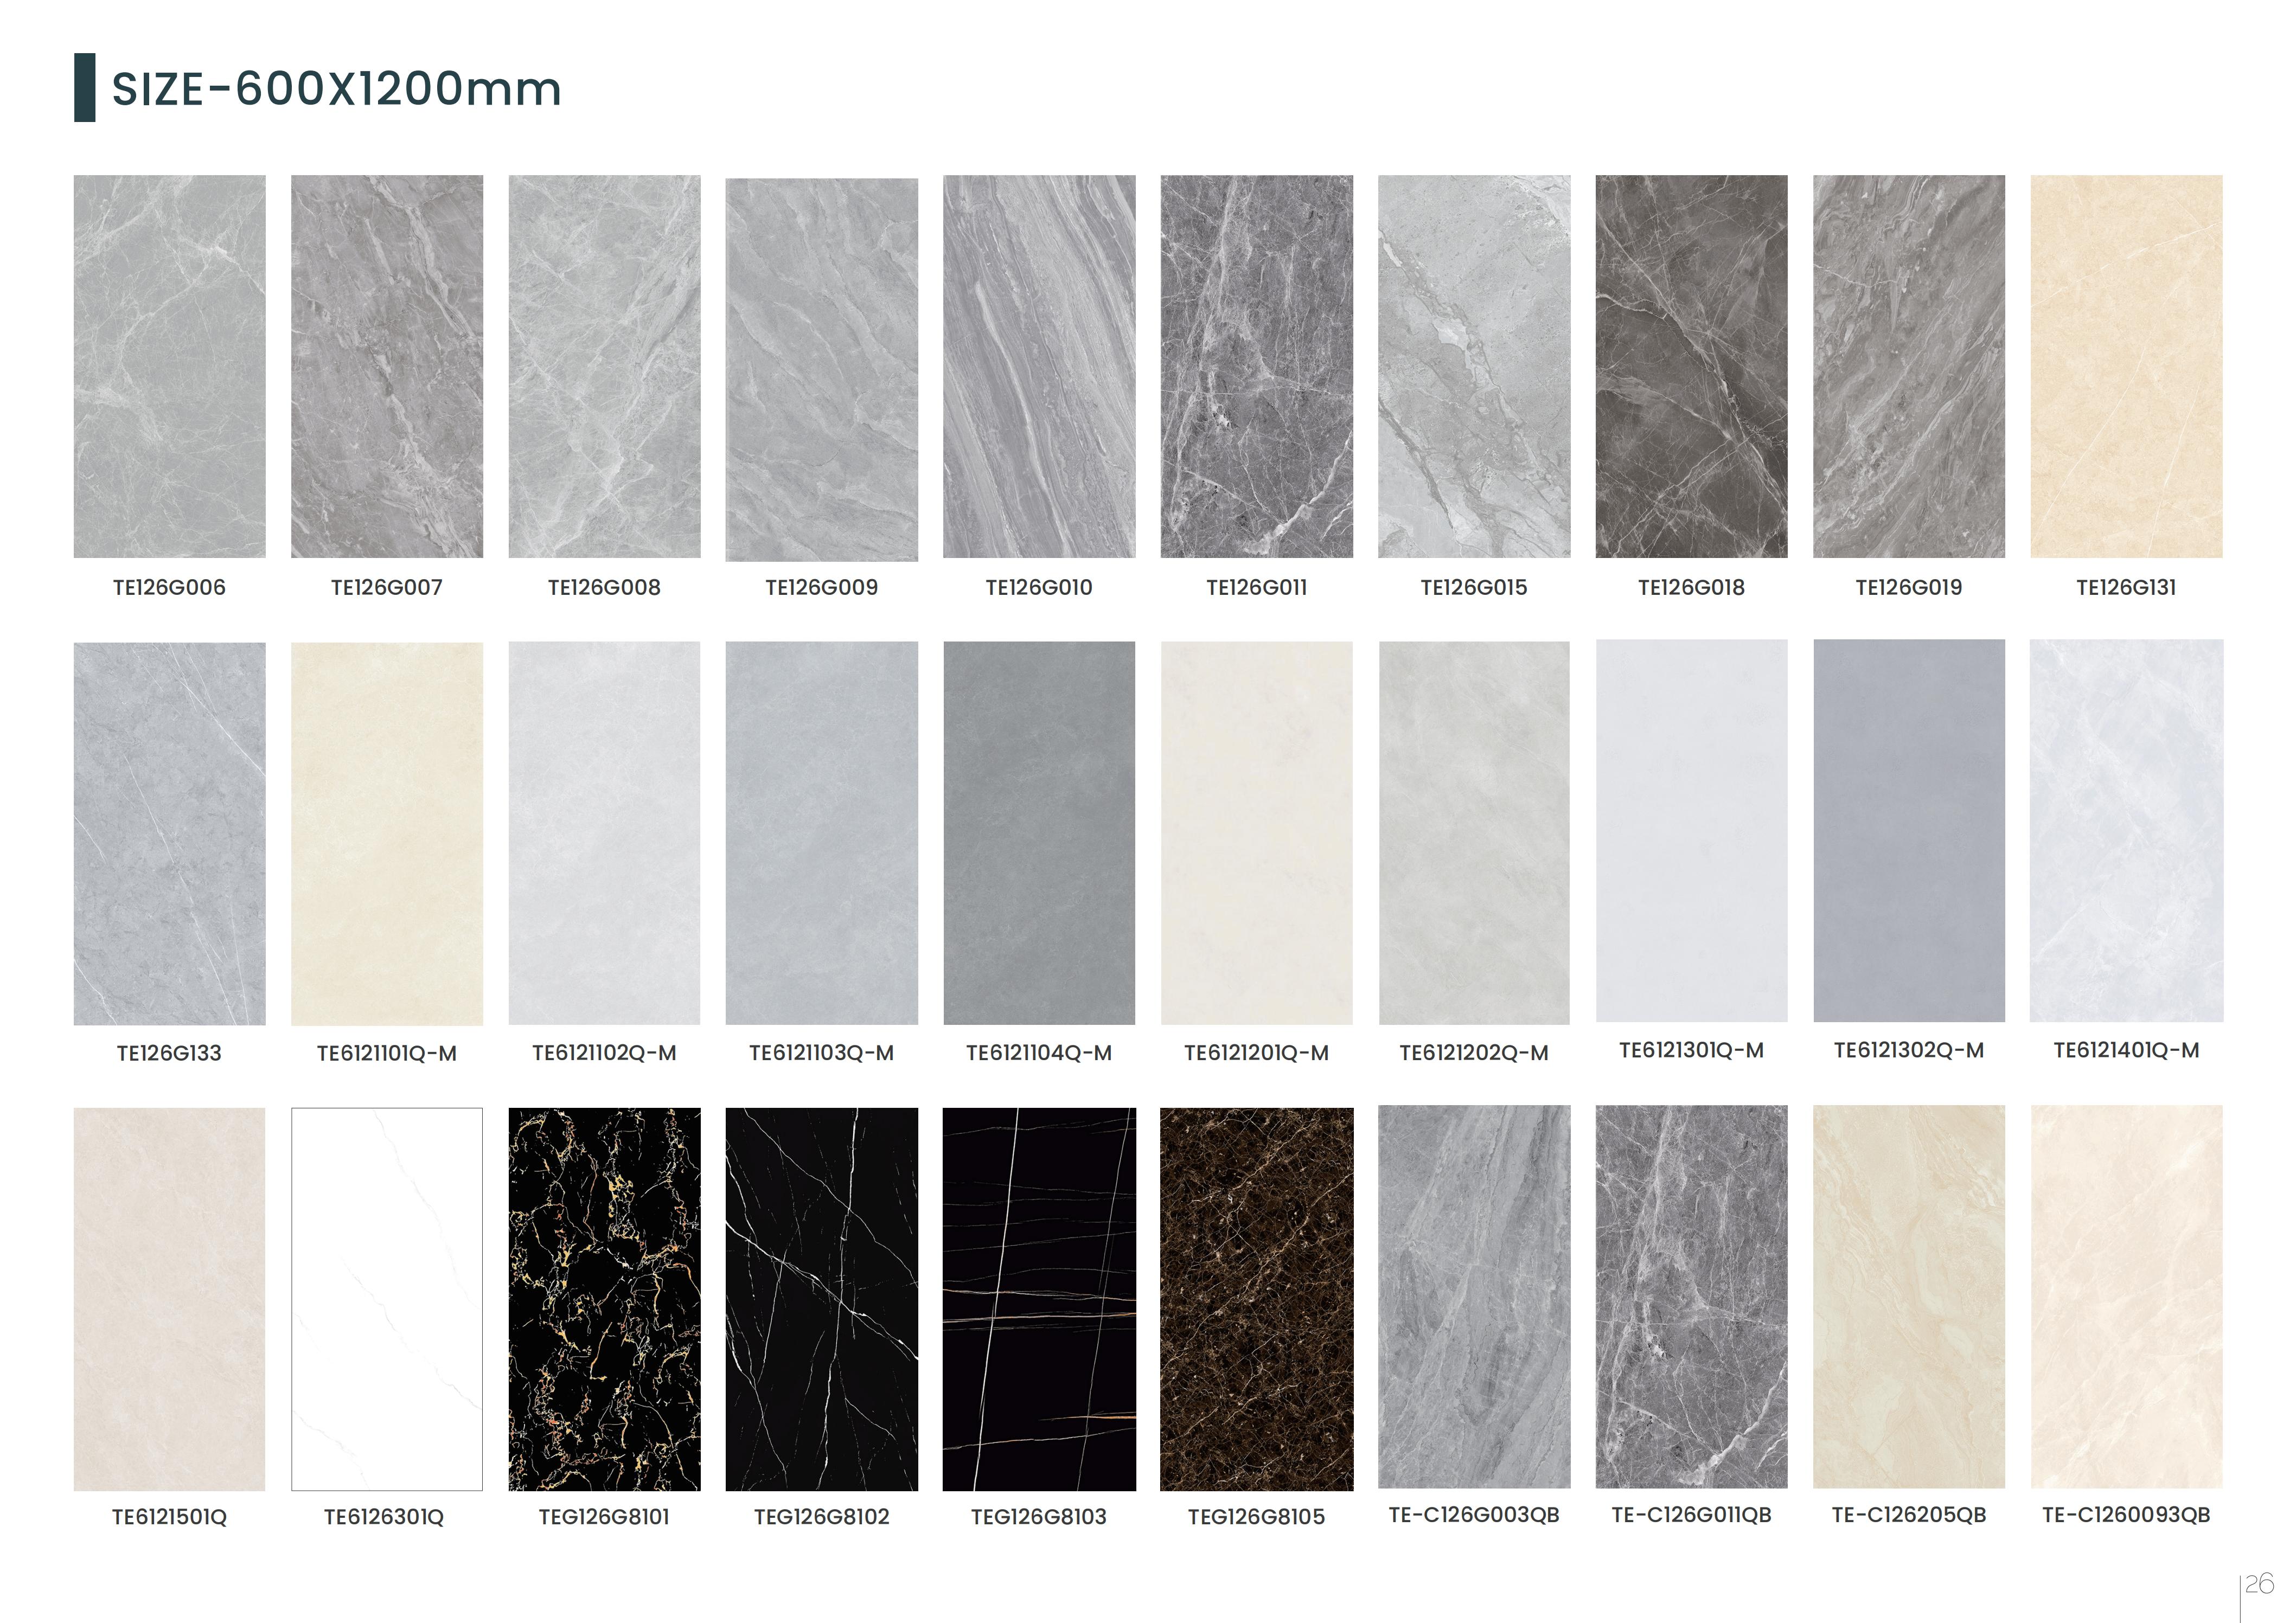 SIZE-600X1200mm
TE126G006 TE126G007 TE126G008 TE126G009 TE126G010 TE126G011 TE126G015 TE126G018 TE126G019 TE126G131
TE126G133 TE6121101Q-M TE6121102Q-M TE6121103Q-M TE6121104Q-M TE6121201Q-M TE6121202Q-M TE6121301Q-M TE6121302Q-M TE6121401Q-M
TE6121501Q TE6126301Q TEG126G8101 TEG126G8102 TEG126G8103 TEG126G8105 TE-C126G003QB TE-C126G011QB TE-C126205QB TE-C1260093QB
26